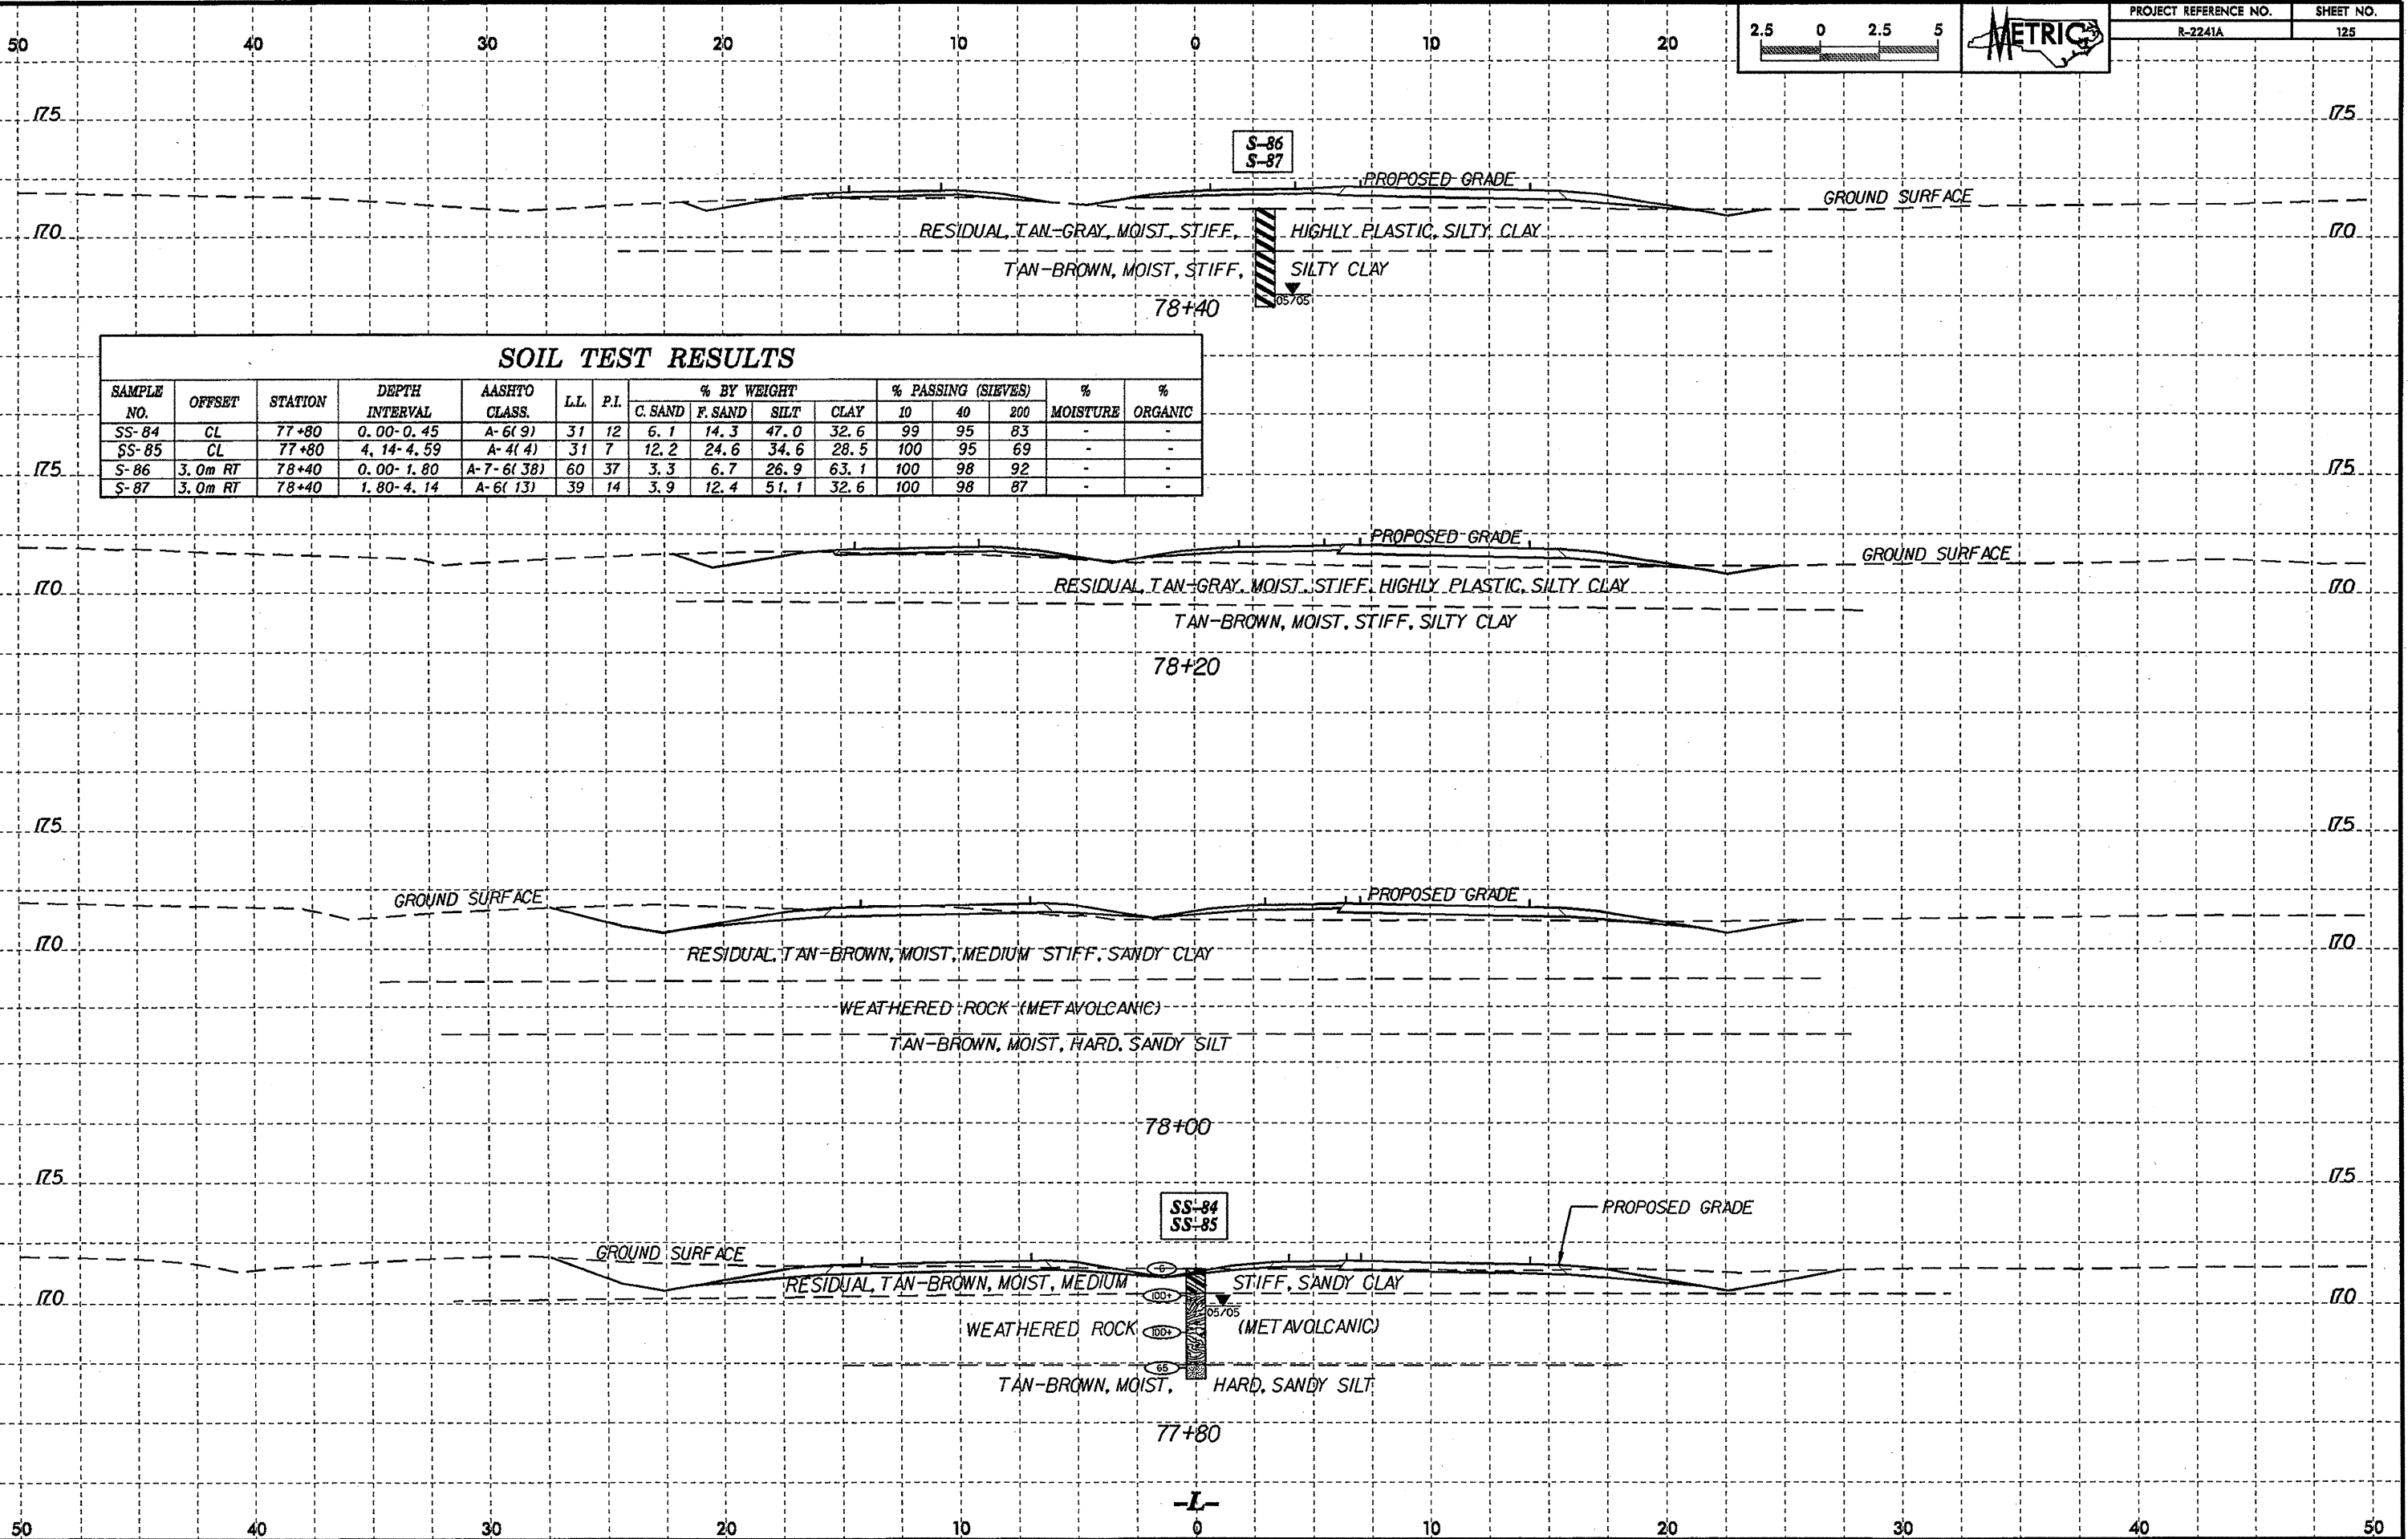 PROJECT REFERENCE NO. SHEET NO.
R-2241A 125
2.5 0 2.5 5
METRIC
50 40 30 20 10 0 10 20
175 175
S-86
S-87
PROPOSED GRADE
GROUND SURFACE
170 170
RESIDUAL, TAN-GRAY, MOIST, STIFF, HIGHLY PLASTIC, SILTY CLAY
TAN-BROWN, MOIST, STIFF, SILTY CLAY
05/05
78+40
SOIL TEST RESULTS
SAMPLE NO. OFFSET STATION DEPTH INTERVAL AASHTO CLASS. L.L. P.I. % BY WEIGHT % PASSING (SIEVES) % MOISTURE % ORGANIC
C. SAND F. SAND SILT CLAY 10 40 200
SS-84 CL 77+80 0.00-0.45 A-6(9) 31 12 6.1 14.3 47.0 32.6 99 95 83 - -
SS-85 CL 77+80 4.14-4.59 A-4(4) 31 7 12.2 24.6 34.6 28.5 100 95 69 - -
S-86 3.0m RT 78+40 0.00-1.80 A-7-6(38) 60 37 3.3 6.7 26.9 63.1 100 98 92 - -
S-87 3.0m RT 78+40 1.80-4.14 A-6(13) 39 14 3.9 12.4 51.1 32.6 100 98 87 - -
175 175
PROPOSED GRADE
GROUND SURFACE
170 170
RESIDUAL, TAN-GRAY, MOIST, STIFF, HIGHLY PLASTIC, SILTY CLAY
TAN-BROWN, MOIST, STIFF, SILTY CLAY
78+20
175 175
GROUND SURFACE
PROPOSED GRADE
170 170
RESIDUAL, TAN-BROWN, MOIST, MEDIUM STIFF, SANDY CLAY
WEATHERED ROCK (METAVOLCANIC)
TAN-BROWN, MOIST, HARD, SANDY SILT
78+00
175 175
SS-84
SS-85
PROPOSED GRADE
GROUND SURFACE
6
RESIDUAL, TAN-BROWN, MOIST, MEDIUM STIFF, SANDY CLAY
100+
170 170
05/05
WEATHERED ROCK 100+ (METAVOLCANIC)
65
TAN-BROWN, MOIST, HARD, SANDY SILT
77+80
-L-
50 40 30 20 10 0 10 20 30 40 50